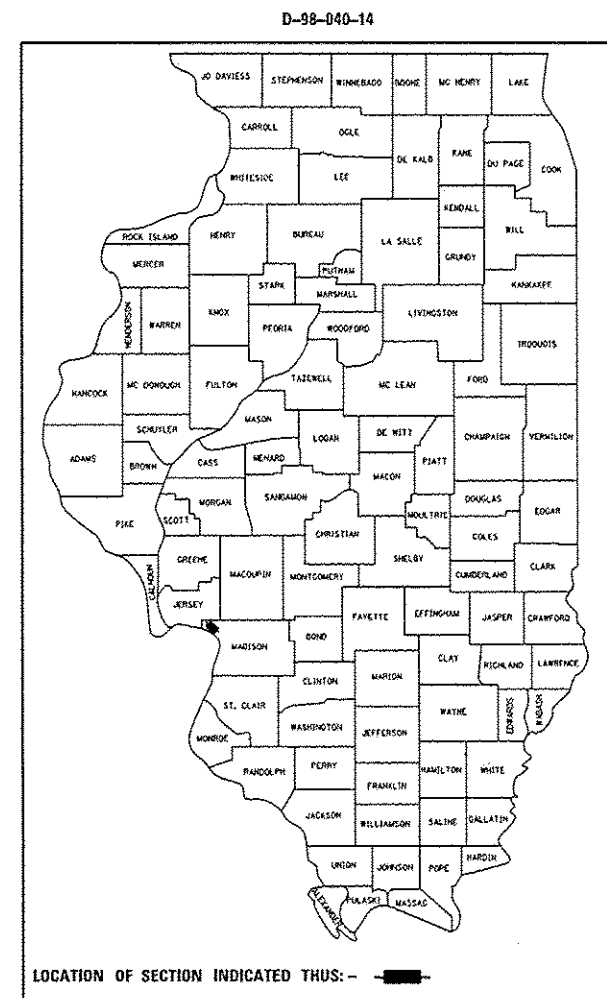 D-98-040-14
JO DAVIESS STEPHENSON WINNEBAGO BOONE MC HENRY LAKE
CARROLL OGLE DE KALB KANE DU PAGE COOK
WHITESIDE LEE KENDALL WILL
ROCK ISLAND HENRY BUREAU LA SALLE GRUNDY
MERCER PUTNAM KANKAKEE
HENDERSON WARREN KNOX STARK MARSHALL LIVINGSTON IROQUOIS
PEORIA WOODFORD
HANCOCK MC DONOUGH FULTON TAZEWELL MC LEAN FORD
MASON
SCHUYLER LOGAN DE WITT CHAMPAIGN VERMILION
ADAMS BROWN CASS MENARD PIATT
MACON
MORGAN SANGAMON DOUGLAS EDGAR
PIKE SCOTT CHRISTIAN MOULTRIE COLES
GREENE MACOUPIN MONTGOMERY SHELBY CUMBERLAND CLARK
CALHOUN JERSEY FAYETTE EFFINGHAM JASPER CRAWFORD
MADISON BOND
CLAY RICHLAND LAWRENCE
CLINTON MARION
ST. CLAIR WAYNE EDWARDS WABASH
WASHINGTON JEFFERSON
MONROE
RANDOLPH PERRY HAMILTON WHITE
FRANKLIN
JACKSON WILLIAMSON SALINE GALLATIN
UNION JOHNSON POPE HARDIN
ALEXANDER PULASKI MASSAC
LOCATION OF SECTION INDICATED THUS: -